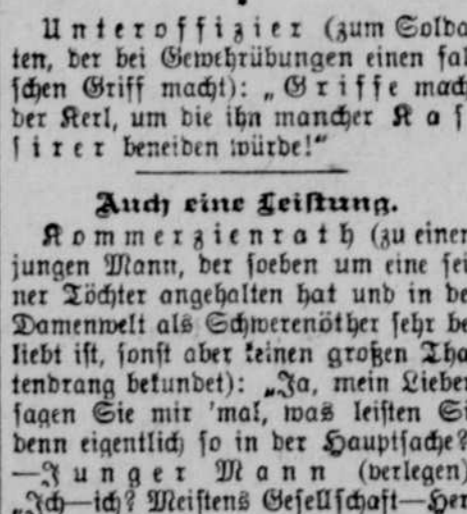 Unteroffizier (zum Solda
ten, der bei Gewehrübungen einen fal
schen Griff macht): „Griffe mach
der Kerl, um die ihn mancher Kas
sirer beneiden würde!“
Auch eine Leistung.
Kommerzienrath (zu einem
jungen Mann, der soeben um eine sei
ner Töchter angehalten hat und in de
Damenwelt als Schwerenöther sehr be
liebt ist, sonst aber keinen großen Tha
tendrang bekundet): „Ja, mein Lieber
sagen Sie mir 'mal, was leisten Si
denn eigentlich so in der Hauptsache?
—Junger Mann (verlegen)
„Ich—ich? Meistens Gesellschaft—Her